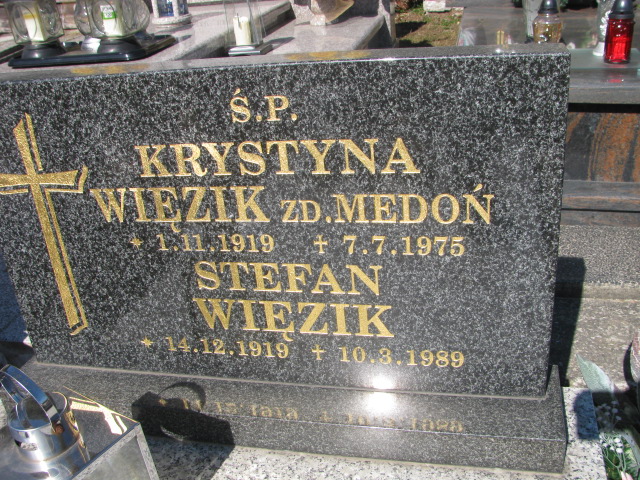 Ś.P.
KRYSTYNA
WIĘZIK ZD. MEDOŃ
* 1.11.1919 + 7.7.1975
STEFAN
WIĘZIK
* 14.12.1919 + 10.3.1989